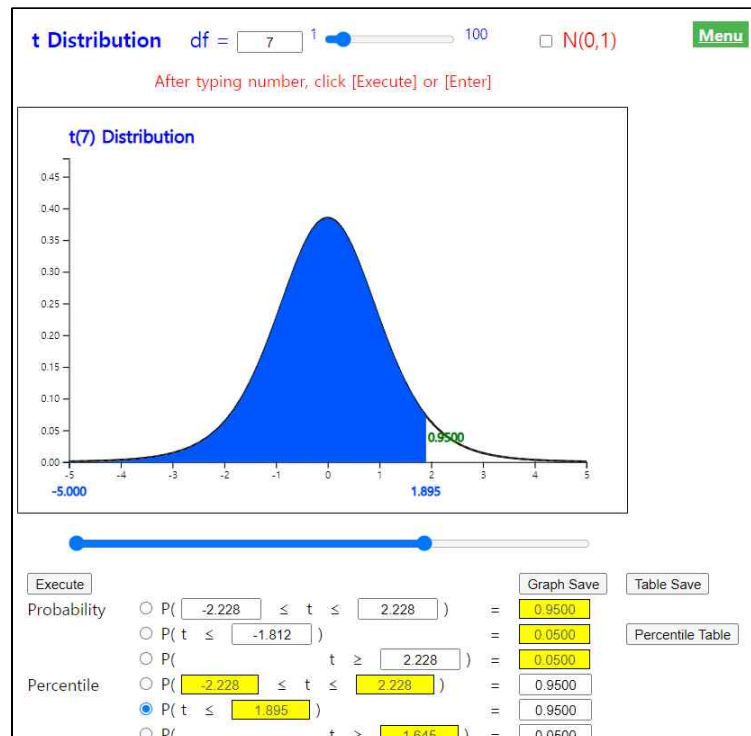 t Distribution df = 7 1 100 N(0,1) Menu
After typing number, click [Execute] or [Enter]
t(7) Distribution
0.45
0.40
0.35
0.30
0.25
0.20
0.15
0.10
0.05 0.9500
0.00
-5 -4 -3 -2 -1 0 1 2 3 4 5
-5.000 1.895
Execute Graph Save Table Save
Probability P( -2.228 ≤ t ≤ 2.228 ) = 0.9500
P( t ≤ -1.812 ) = 0.0500 Percentile Table
P( t ≥ 2.228 ) = 0.0500
Percentile P( -2.228 ≤ t ≤ 2.228 ) = 0.9500
P( t ≤ 1.895 ) = 0.9500
P( t ≥ 1.645 ) = 0.0500